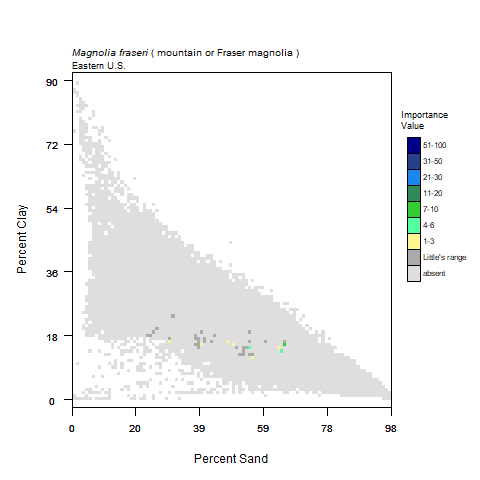 Magnolia fraseri ( mountain or Fraser magnolia )
Eastern U.S.
Importance
Value
51-100
31-50
21-30
11-20
7-10
4-6
1-3
Little's range
absent
Percent Clay
90
72
54
36
18
0
0
20
39
59
78
98
Percent Sand